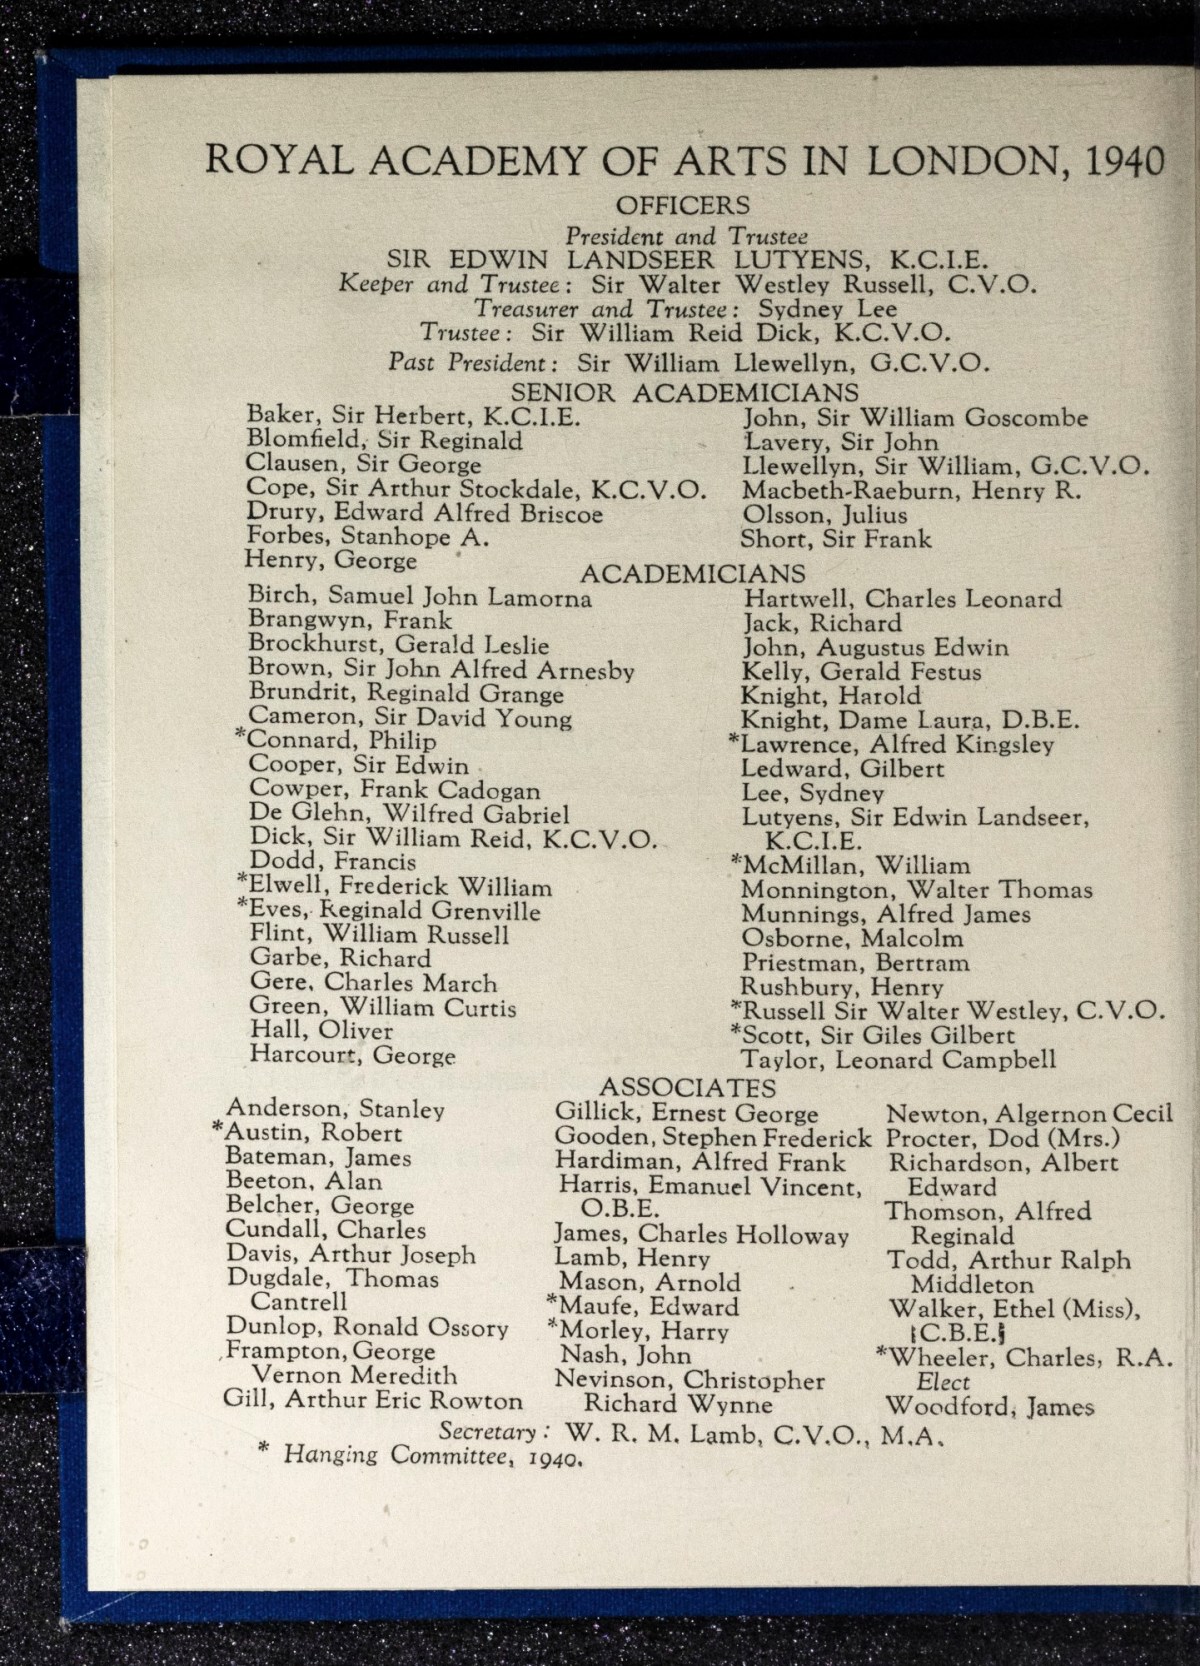 ROYAL ACADEMY OF ARTS IN LONDON, 1940
OFFICERS
President and Trustee
SIR EDWIN LANDSEER LUTYENS, K.C.I.E.
Keeper and Trustee: Sir Walter Westley Russell, C.V.O.
Treasurer and Trustee: Sydney Lee
Trustee: Sir William Reid Dick, K.C.V.O.
Past President: Sir William Llewellyn, G.C.V.O.
SENIOR ACADEMICIANS
Baker, Sir Herbert, K.C.I.E.
Blomfield, Sir Reginald
Clausen, Sir George
Cope, Sir Arthur Stockdale, K.C.V.O.
Drury, Edward Alfred Briscoe
Forbes, Stanhope A.
Henry, George
John, Sir William Goscombe
Lavery, Sir John
Llewellyn, Sir William, G.C.V.O.
Macbeth-Raeburn, Henry R.
Olsson, Julius
Short, Sir Frank
ACADEMICIANS
Birch, Samuel John Lamorna
Brangwyn, Frank
Brockhurst, Gerald Leslie
Brown, Sir John Alfred Arnesby
Brundrit, Reginald Grange
Cameron, Sir David Young
*Connard, Philip
Cooper, Sir Edwin
Cowper, Frank Cadogan
De Glehn, Wilfred Gabriel
Dick, Sir William Reid, K.C.V.O.
Dodd, Francis
*Elwell, Frederick William
*Eves, Reginald Grenville
Flint, William Russell
Garbe, Richard
Gere, Charles March
Green, William Curtis
Hall, Oliver
Harcourt, George
Hartwell, Charles Leonard
Jack, Richard
John, Augustus Edwin
Kelly, Gerald Festus
Knight, Harold
Knight, Dame Laura, D.B.E.
*Lawrence, Alfred Kingsley
Ledward, Gilbert
Lee, Sydney
Lutyens, Sir Edwin Landseer,
K.C.I.E.
*McMillan, William
Monnington, Walter Thomas
Munnings, Alfred James
Osborne, Malcolm
Priestman, Bertram
Rushbury, Henry
*Russell Sir Walter Westley, C.V.O.
*Scott, Sir Giles Gilbert
Taylor, Leonard Campbell
ASSOCIATES
Anderson, Stanley
*Austin, Robert
Bateman, James
Beeton, Alan
Belcher, George
Cundall, Charles
Davis, Arthur Joseph
Dugdale, Thomas
Cantrell
Dunlop, Ronald Ossory
Frampton, George
Vernon Meredith
Gill, Arthur Eric Rowton
Gillick, Ernest George
Gooden, Stephen Frederick
Hardiman, Alfred Frank
Harris, Emanuel Vincent,
O.B.E.
James, Charles Holloway
Lamb, Henry
Mason, Arnold
*Maufe, Edward
*Morley, Harry
Nash, John
Nevinson, Christopher
Richard Wynne
Newton, Algernon Cecil
Procter, Dod (Mrs.)
Richardson, Albert
Edward
Thomson, Alfred
Reginald
Todd, Arthur Ralph
Middleton
Walker, Ethel (Miss),
C.B.E.
*Wheeler, Charles, R.A.
Elect
Woodford, James
Secretary: W. R. M. Lamb, C.V.O., M.A.
* Hanging Committee, 1940.